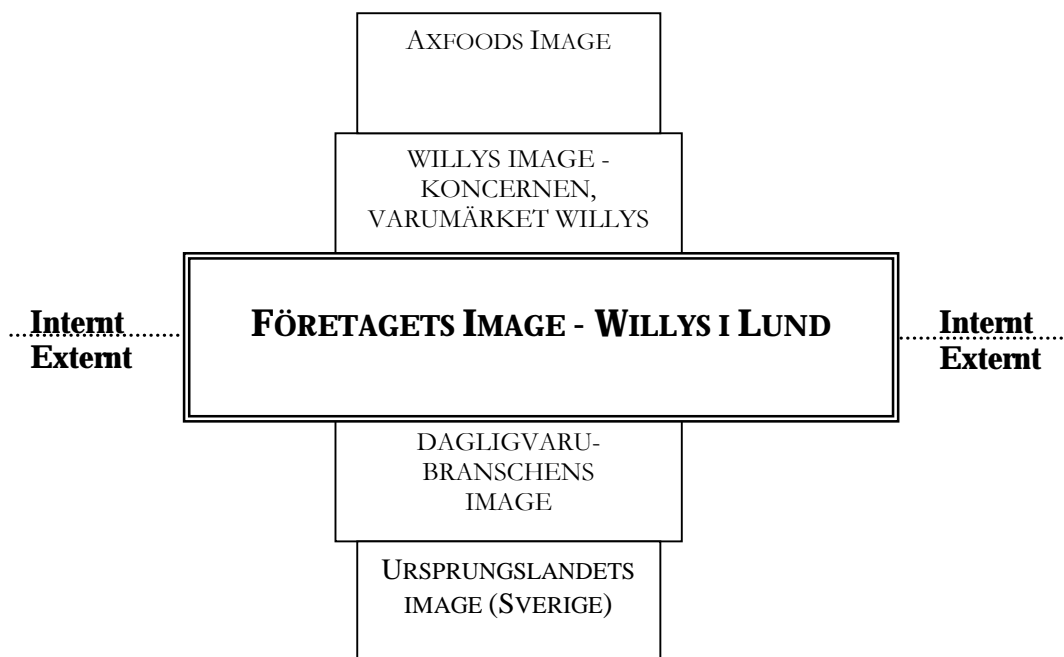 AXFOODS IMAGE
WILLYS IMAGE -
KONCERNEN,
VARUMÄRKET WILLYS
Internt
FÖRETAGETS IMAGE - WILLYS I LUND
Internt
Externt
Externt
DAGLIGVARU-
BRANSCHENS
IMAGE
URSPRUNGSLANDETS
IMAGE (SVERIGE)